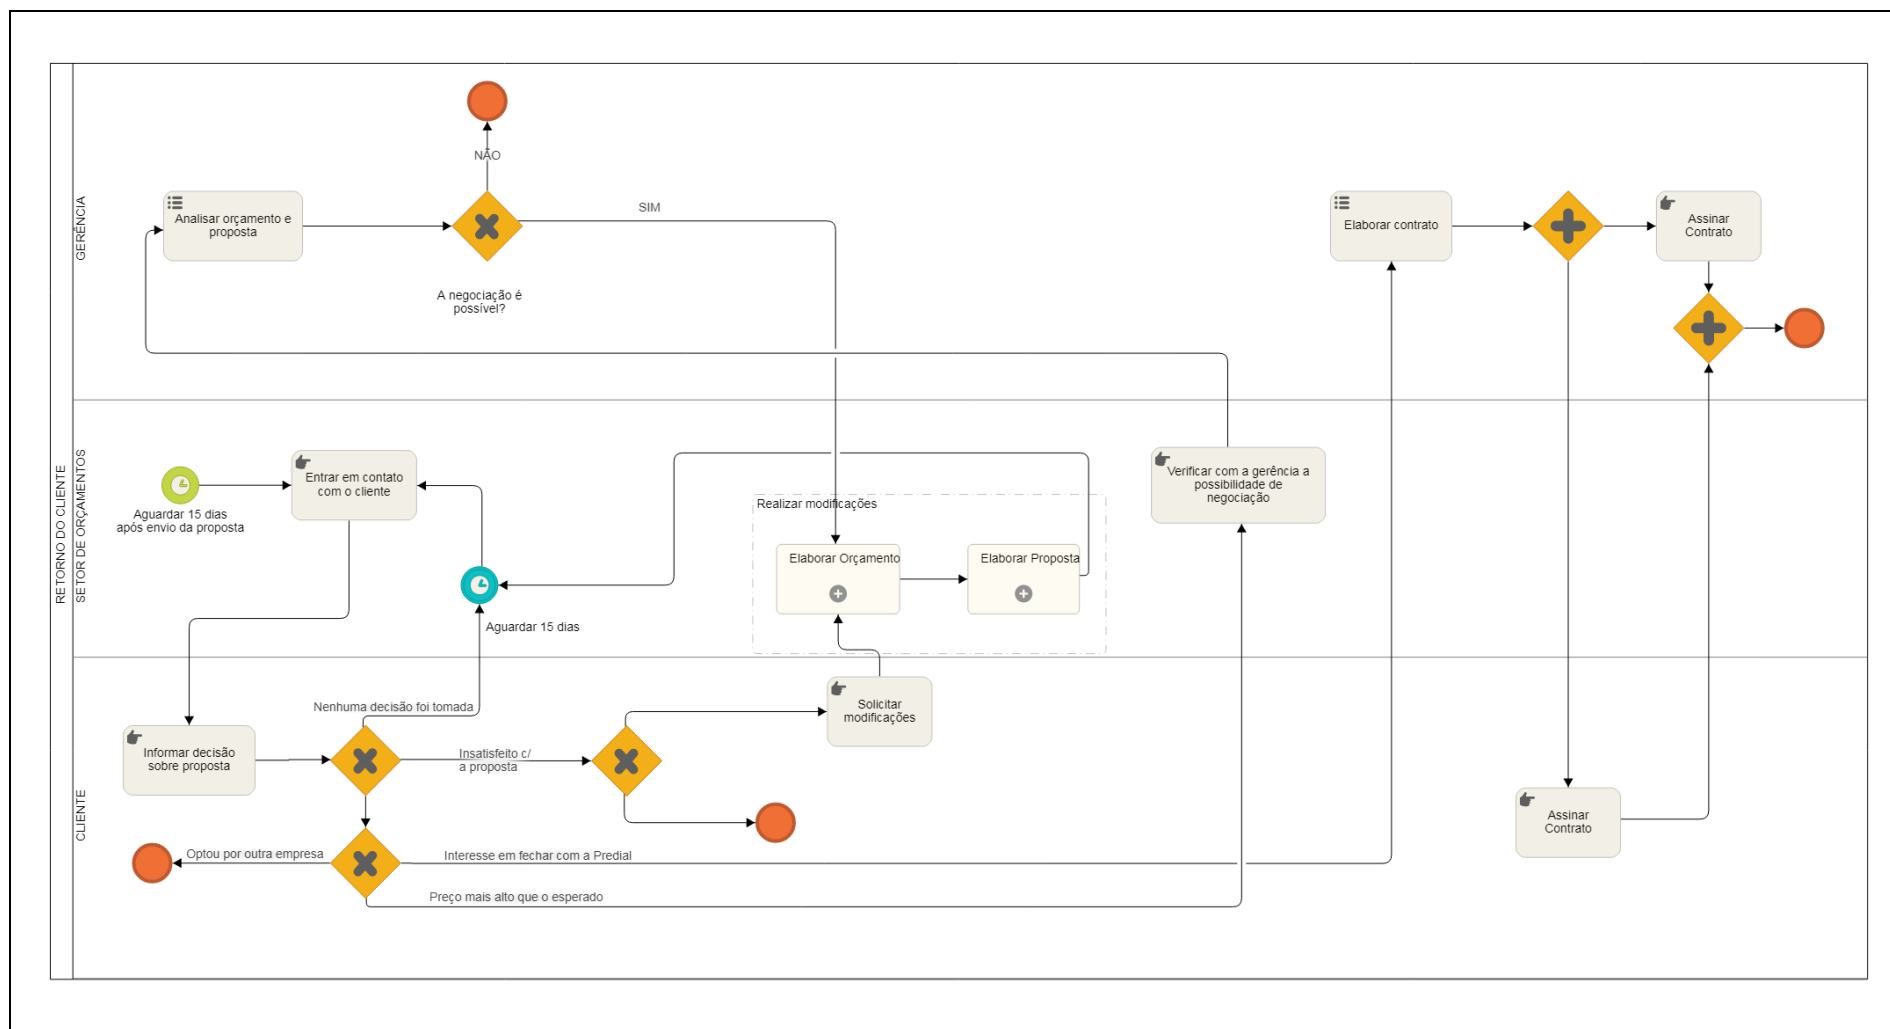 RETORNO DO CLIENTE
GERÊNCIA
NÃO
Analisar orçamento e
proposta
SIM
A negociação é
possível?
Elaborar contrato
Assinar
Contrato
SETOR DE ORÇAMENTOS
Entrar em contato
com o cliente
Aguardar 15 dias
após envio da proposta
Aguardar 15 dias
Realizar modificações
Elaborar Orçamento
Elaborar Proposta
Verificar com a gerência a
possibilidade de
negociação
CLIENTE
Informar decisão
sobre proposta
Nenhuma decisão foi tomada
Insatisfeito c/
a proposta
Solicitar
modificações
Optou por outra empresa
Interesse em fechar com a Predial
Preço mais alto que o esperado
Assinar
Contrato